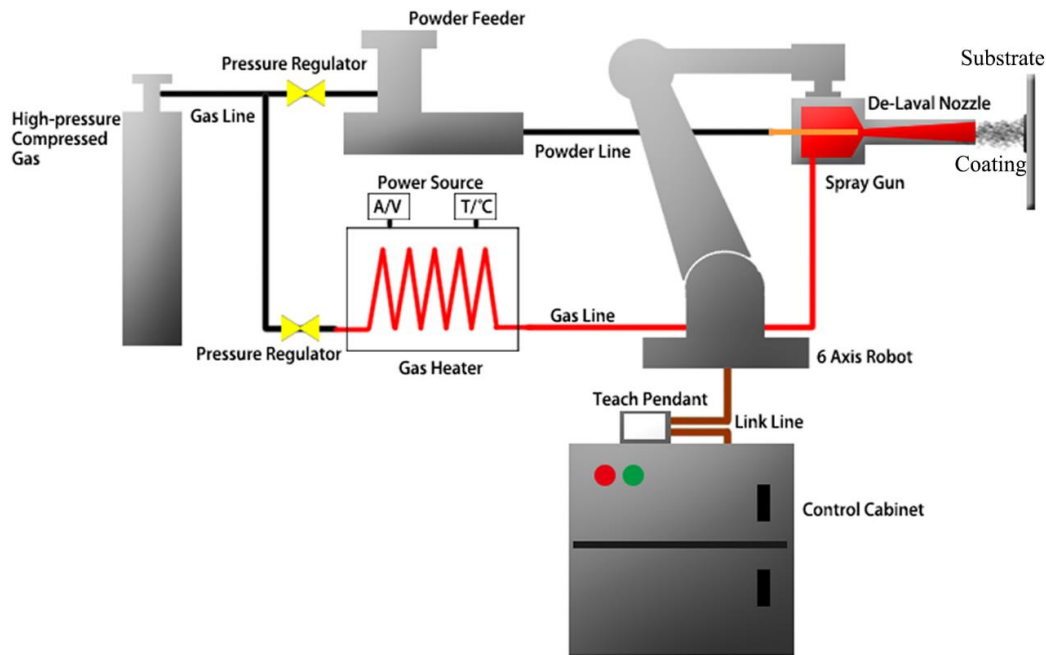 Powder Feeder
Pressure Regulator
Substrate
High-pressure
Compressed
Gas
Gas Line
De-Laval Nozzle
Powder Line
Coating
Spray Gun
Power Source
A/V
T/°C
Gas Line
Pressure Regulator
Gas Heater
6 Axis Robot
Teach Pendant
Link Line
Control Cabinet